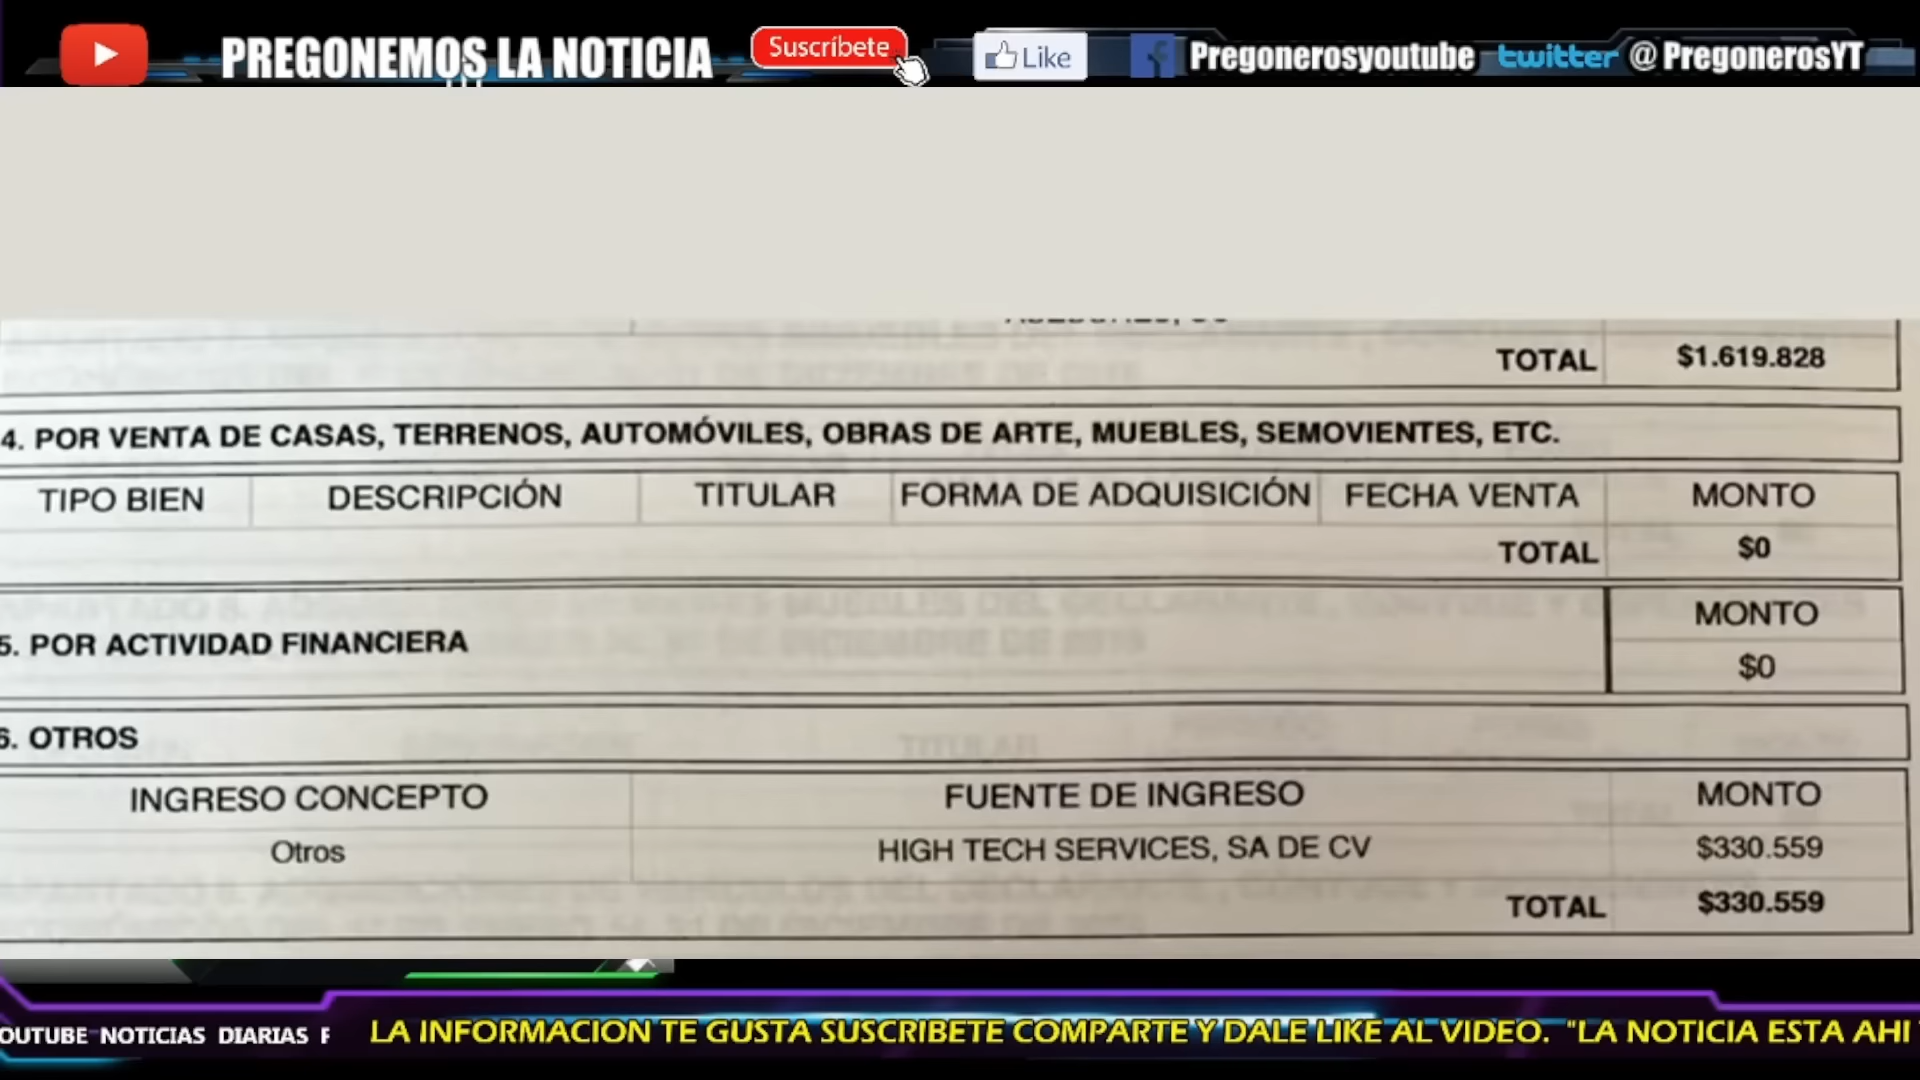 PREGONEMOS LA NOTICIA
Suscríbete
Like
Pregonerosyoutube
twitter @PregonerosYT
TOTAL $1.619.828
4. POR VENTA DE CASAS, TERRENOS, AUTOMÓVILES, OBRAS DE ARTE, MUEBLES, SEMOVIENTES, ETC.
TIPO BIEN DESCRIPCIÓN TITULAR FORMA DE ADQUISICIÓN FECHA VENTA MONTO
TOTAL $0
5. POR ACTIVIDAD FINANCIERA
MONTO
$0
6. OTROS
INGRESO CONCEPTO FUENTE DE INGRESO MONTO
Otros HIGH TECH SERVICES, SA DE CV $330.559
TOTAL $330.559
OUTUBE NOTICIAS DIARIAS
LA INFORMACION TE GUSTA SUSCRIBETE COMPARTE Y DALE LIKE AL VIDEO. "LA NOTICIA ESTA AHI